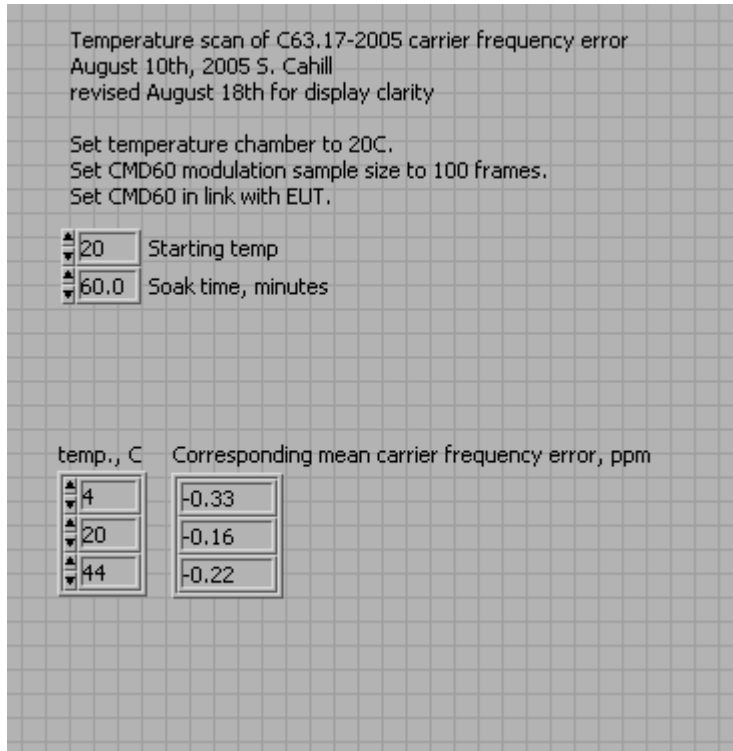 Temperature scan of C63.17-2005 carrier frequency error
August 10th, 2005 S. Cahill
revised August 18th for display clarity
Set temperature chamber to 20C.
Set CMD60 modulation sample size to 100 frames.
Set CMD60 in link with EUT.
20 Starting temp
60.0 Soak time, minutes
temp., C Corresponding mean carrier frequency error, ppm
4 -0.33
20 -0.16
44 -0.22